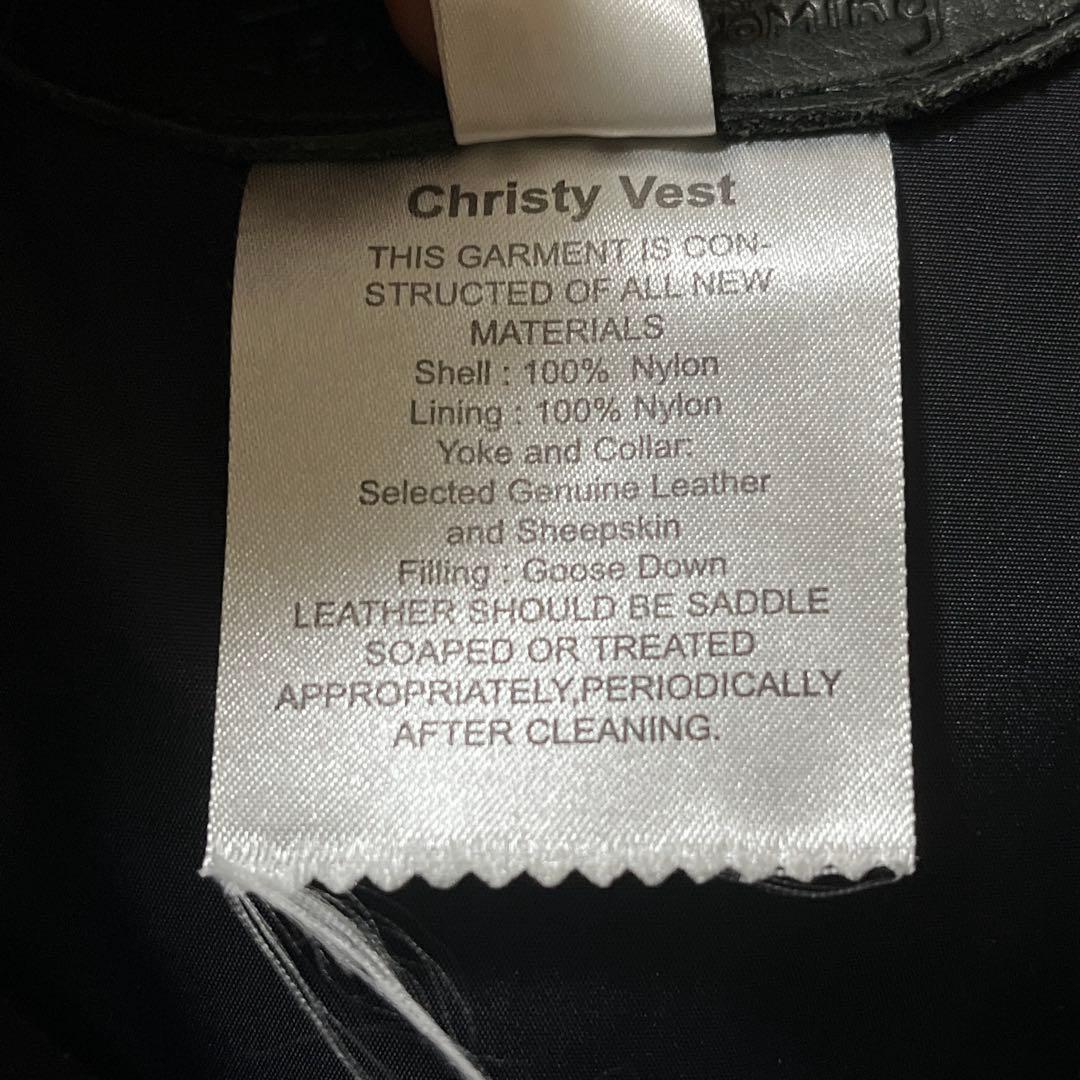 Christy Vest
THIS GARMENT IS CON-
STRUCTED OF ALL NEW
MATERIALS
Shell : 100% Nylon
Lining : 100% Nylon
Yoke and Collar:
Selected Genuine Leather
and Sheepskin
Filling : Goose Down
LEATHER SHOULD BE SADDLE
SOAPED OR TREATED
APPROPRIATELY,PERIODICALLY
AFTER CLEANING.